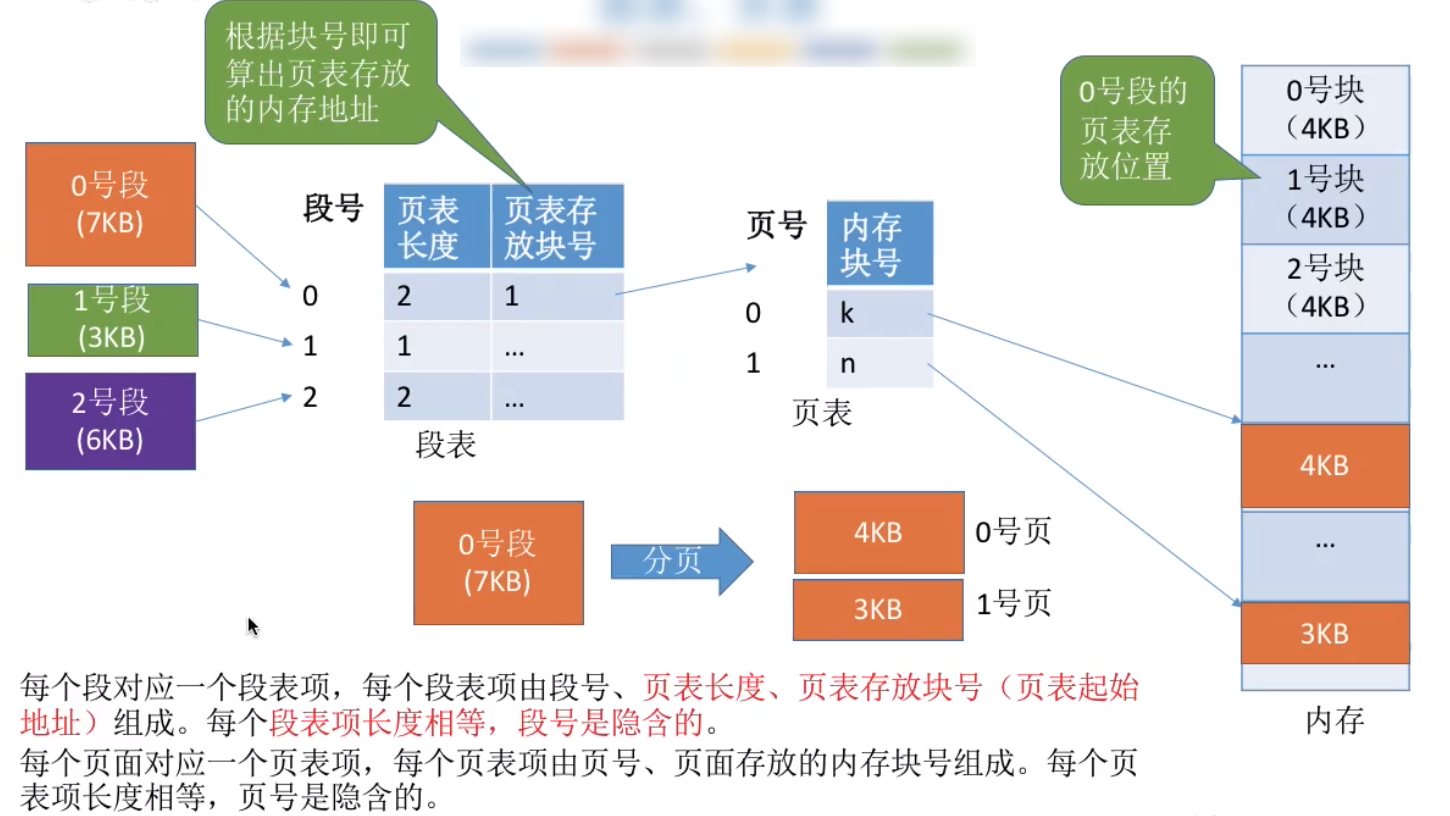 根据块号即可
算出页表存放
的内存地址
0号段的
页表存
放位置
0号块
（4KB）
1号块
（4KB）
2号块
（4KB）
...
4KB
...
3KB
内存
0号段
(7KB)
1号段
(3KB)
2号段
(6KB)
段号
页表
长度
页表存
放块号
0
2
1
1
1
...
2
2
...
段表
页号
内存
块号
0
k
1
n
页表
0号段
(7KB)
分页
4KB
0号页
3KB
1号页
每个段对应一个段表项，每个段表项由段号、页表长度、页表存放块号（页表起始
地址）组成。每个段表项长度相等，段号是隐含的。
每个页面对应一个页表项，每个页表项由页号、页面存放的内存块号组成。每个页
表项长度相等，页号是隐含的。